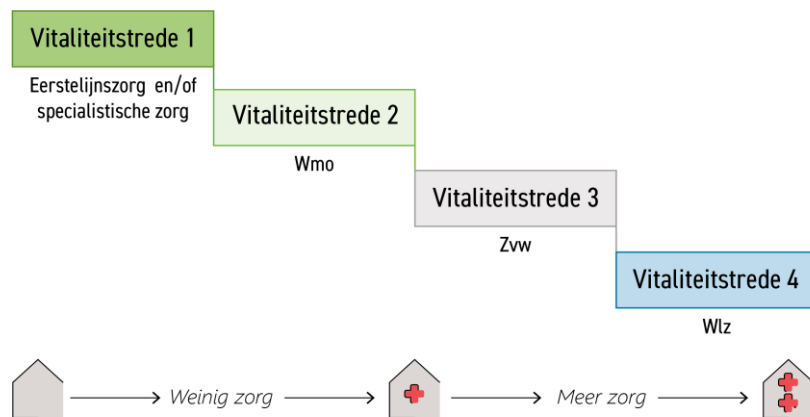 Vitaliteitstrede 1
Eerstelijnszorg en/of
specialistische zorg
Vitaliteitstrede 2
Wmo
Vitaliteitstrede 3
Zvw
Vitaliteitstrede 4
Wlz
Weinig zorg
Meer zorg